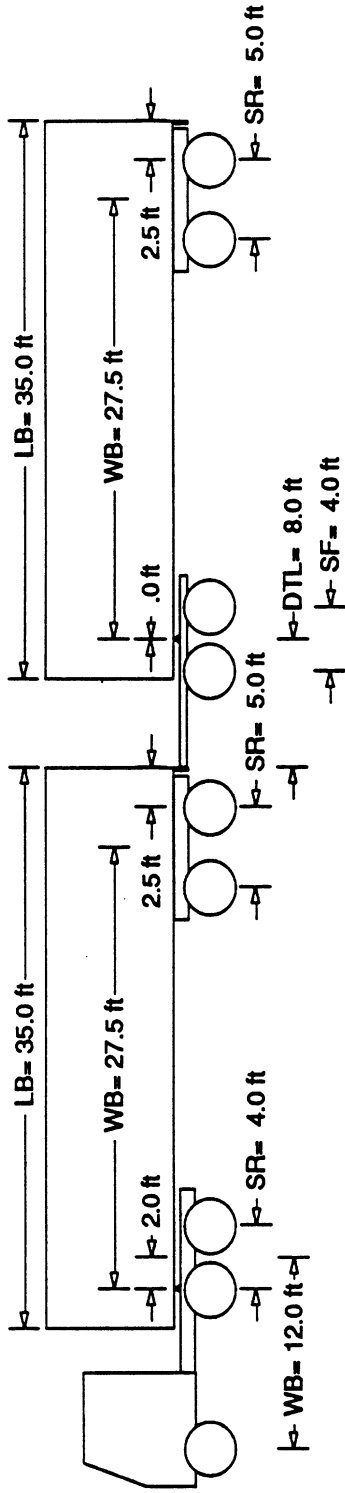 LB= 35.0 ft
LB= 35.0 ft
WB= 27.5 ft
WB= 27.5 ft
2.0 ft
2.5 ft
.0 ft
2.5 ft
WB= 12.0 ft
SR= 4.0 ft
SR= 5.0 ft
DTL= 8.0 ft
SF= 4.0 ft
SR= 5.0 ft